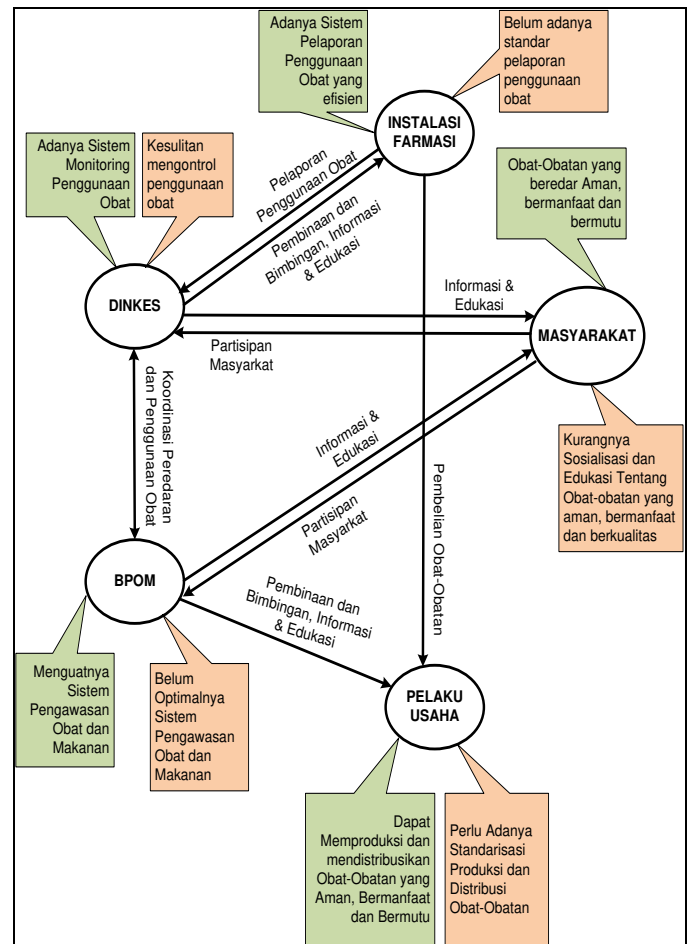 Adanya Sistem
Pelaporan
Penggunaan
Obat yang
efisien
Belum adanya
standar
pelaporan
penggunaan
obat
INSTALASI
FARMASI
Adanya Sistem
Monitoring
Penggunaan
Obat
Kesulitan
mengontrol
penggunaan
obat
Pelaporan
Penggunaan Obat
Pembinaan dan
Bimbingan, Informasi
& Edukasi
Obat-Obatan yang
beredar Aman,
bermanfaat dan
bermutu
DINKES
Informasi &
Edukasi
Partisipan
Masyarkat
MASYARAKAT
Koordinasi Peredaran
dan Penggunaan Obat
Informasi &
Edukasi
Partisipan
Masyarkat
Pembelian Obat-Obatan
Kurangnya
Sosialisasi dan
Edukasi Tentang
Obat-obatan yang
aman, bermanfaat
dan berkualitas
BPOM
Pembinaan dan
Bimbingan, Informasi
& Edukasi
Menguatnya
Sistem
Pengawasan
Obat dan
Makanan
Belum
Optimalnya
Sistem
Pengawasan
Obat dan
Makanan
PELAKU
USAHA
Dapat
Memproduksi dan
mendistribusikan
Obat-Obatan yang
Aman, Bermanfaat
dan Bermutu
Perlu Adanya
Standarisasi
Produksi dan
Distribusi
Obat-Obatan